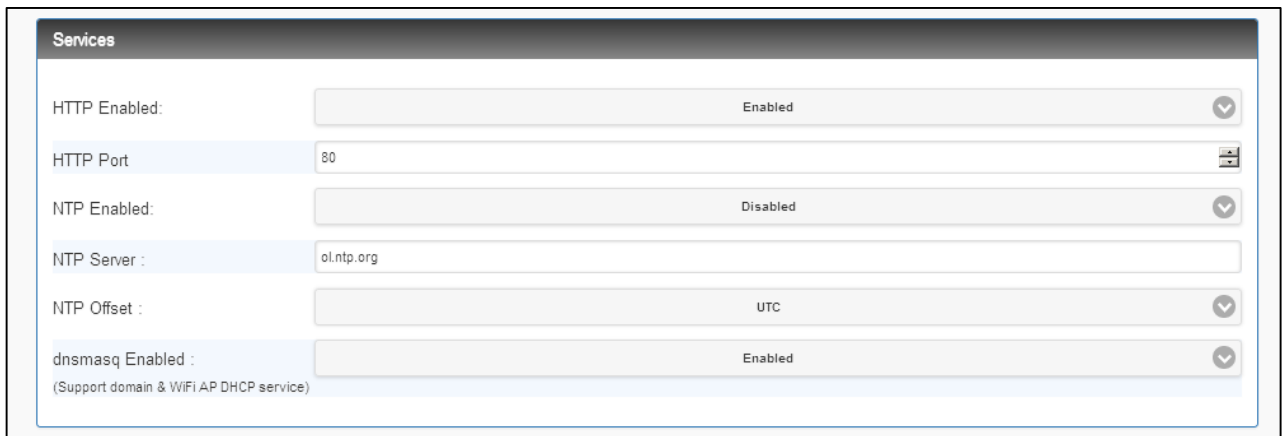 Services
HTTP Enabled: Enabled
HTTP Port 80
NTP Enabled: Disabled
NTP Server : ol.ntp.org
NTP Offset : UTC
dnsmasq Enabled : Enabled
(Support domain & WiFi AP DHCP service)